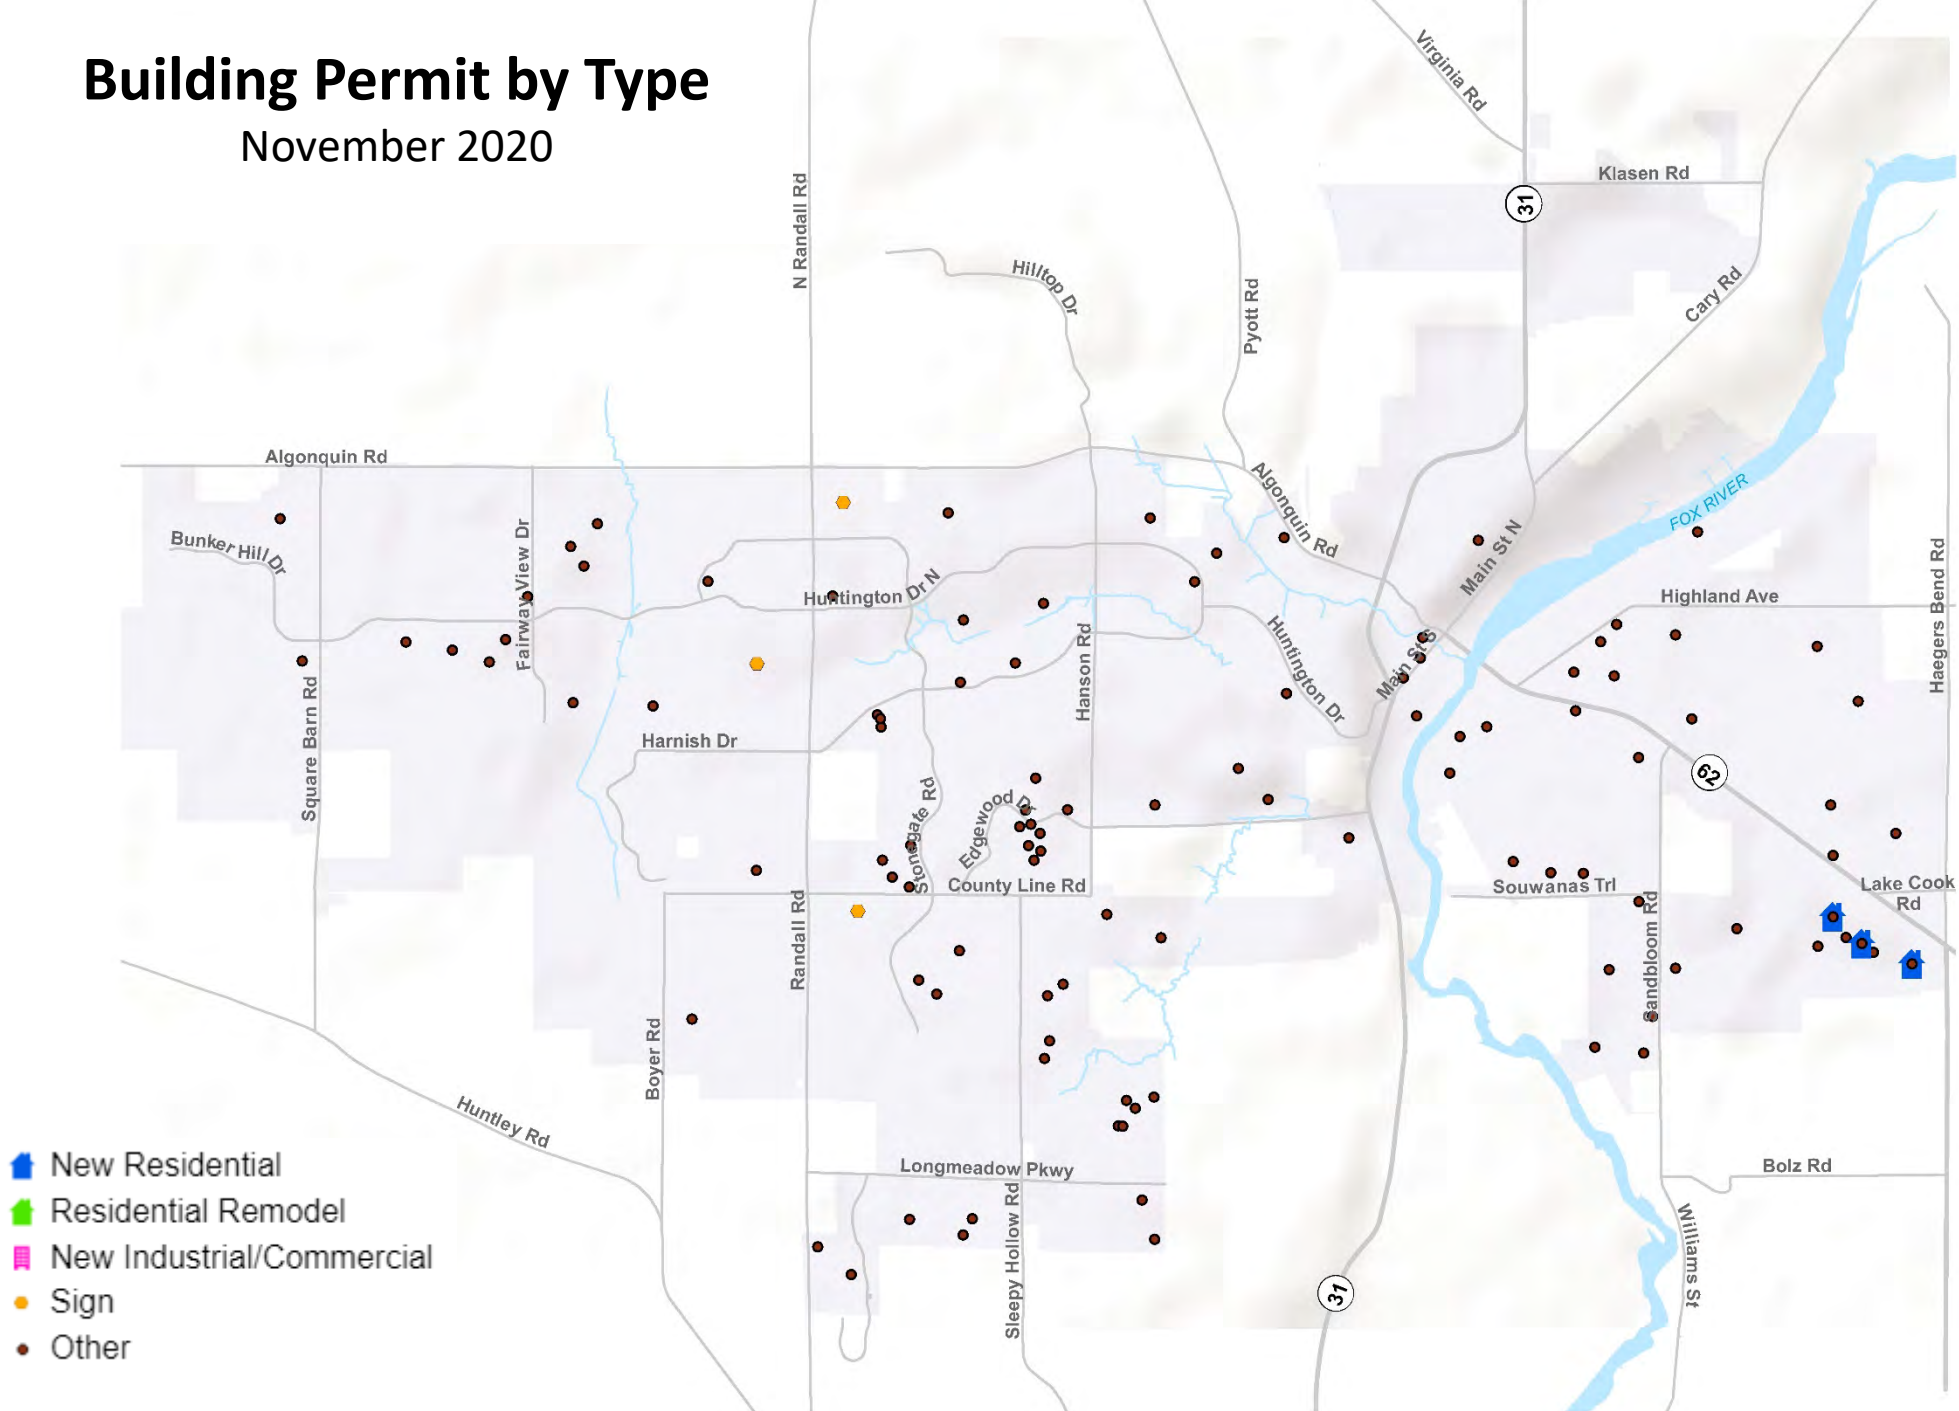 Building Permit by Type
November 2020
Virginia Rd
Klasen Rd
31
N Randall Rd
Hilltop Dr
Pyott Rd
Cary Rd
Algonquin Rd
Algonquin Rd
FOX RIVER
Bunker Hill Dr
Fairway View Dr
Main St N
Haegers Bend Rd
Huntington Dr N
Highland Ave
Huntington Dr
Main St S
Hanson Rd
Square Barn Rd
Harnish Dr
62
Stonegate Rd
Edgewood Dr
County Line Rd
Souwanas Trl
Lake Cook
Rd
Randall Rd
Sandbloom Rd
Boyer Rd
Huntley Rd
Longmeadow Pkwy
Bolz Rd
Sleepy Hollow Rd
Williams St
31
New Residential
Residential Remodel
New Industrial/Commercial
Sign
Other